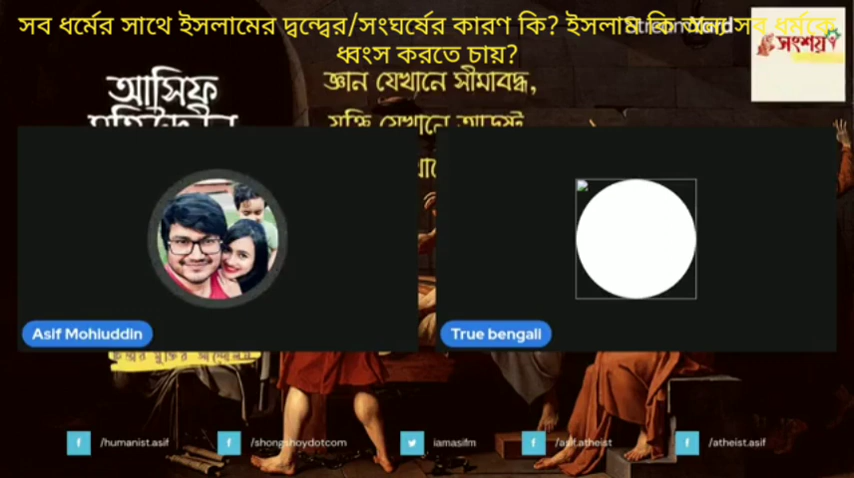 সব ধর্মের সাথে ইসলামের দ্বন্দ্বের/সংঘর্ষের কারণ কি? ইসলাম কি অন্য সব ধর্মকে
ধ্বংস করতে চায়?
সংশয়
আসিফ
জ্ঞান যেখানে সীমাবদ্ধ,
যুক্তি যেখানে আড়ষ্ট
Asif Mohiuddin
True bengali
/humanist.asif
/shongshoydotcom
iamasifm
/asif.atheist
/atheist.asif